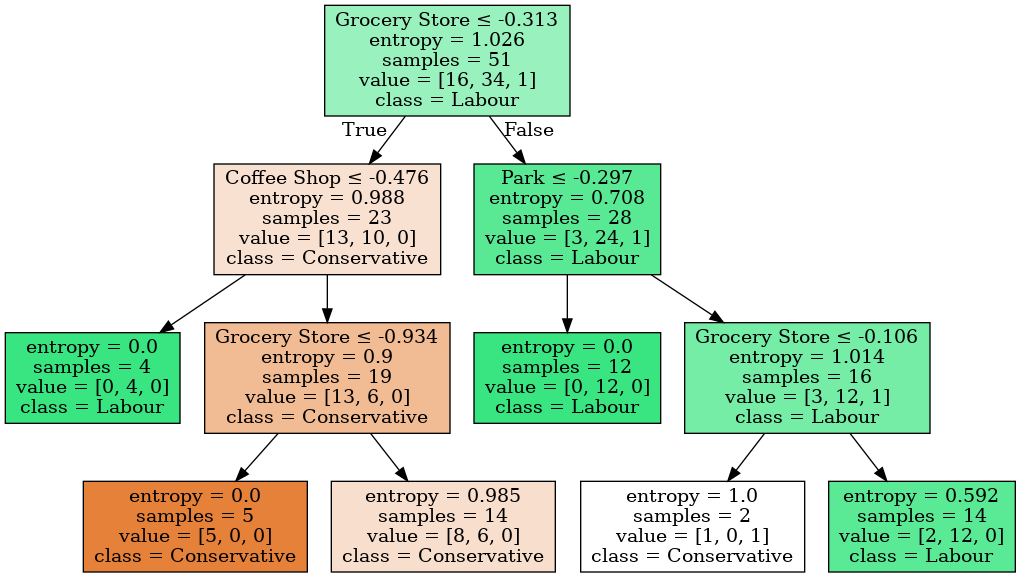 Grocery Store ≤ -0.313
entropy = 1.026
samples = 51
value = [16, 34, 1]
class = Labour
True
False
Coffee Shop ≤ -0.476
entropy = 0.988
samples = 23
value = [13, 10, 0]
class = Conservative
Park ≤ -0.297
entropy = 0.708
samples = 28
value = [3, 24, 1]
class = Labour
entropy = 0.0
samples = 4
value = [0, 4, 0]
class = Labour
Grocery Store ≤ -0.934
entropy = 0.9
samples = 19
value = [13, 6, 0]
class = Conservative
entropy = 0.0
samples = 12
value = [0, 12, 0]
class = Labour
Grocery Store ≤ -0.106
entropy = 1.014
samples = 16
value = [3, 12, 1]
class = Labour
entropy = 0.0
samples = 5
value = [5, 0, 0]
class = Conservative
entropy = 0.985
samples = 14
value = [8, 6, 0]
class = Conservative
entropy = 1.0
samples = 2
value = [1, 0, 1]
class = Conservative
entropy = 0.592
samples = 14
value = [2, 12, 0]
class = Labour